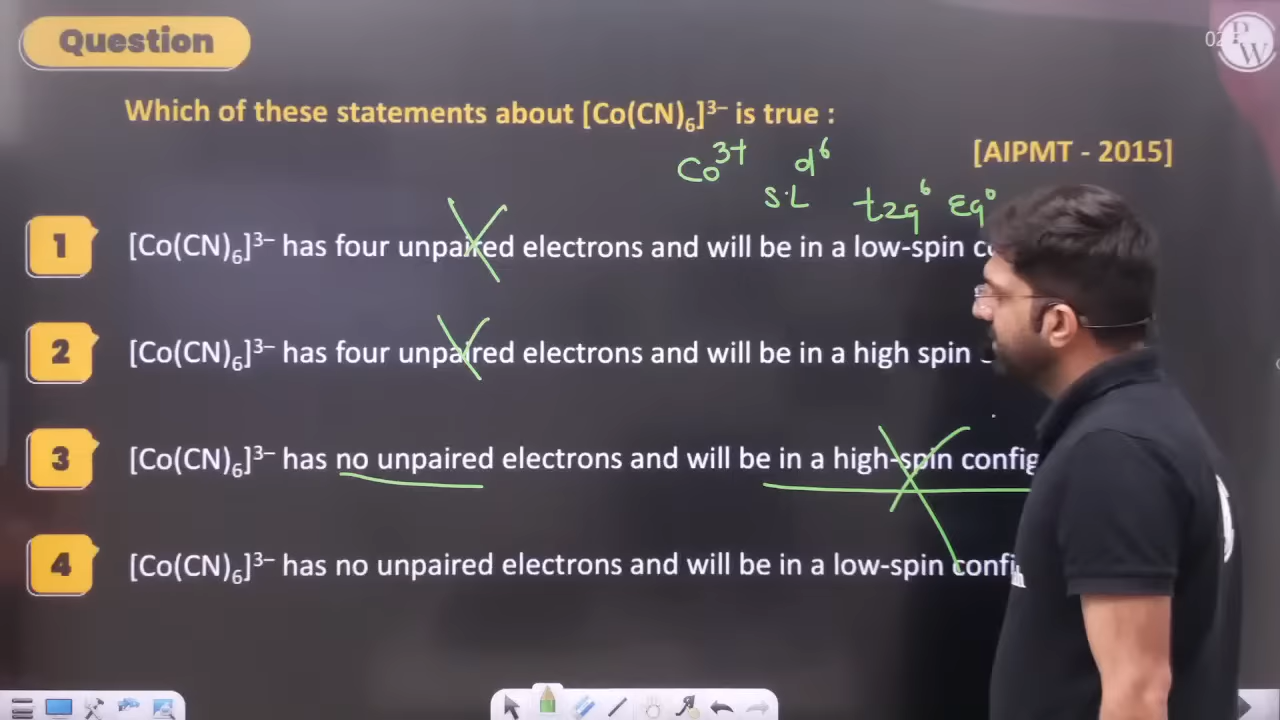 Question
02
PW
Which of these statements about [Co(CN)₆]³⁻ is true :
Co³⁺ d⁶
[AIPMT - 2015]
S.L t2g⁶ eg⁰
1 [Co(CN)₆]³⁻ has four unpaired electrons and will be in a low-spin
2 [Co(CN)₆]³⁻ has four unpaired electrons and will be in a high spin
3 [Co(CN)₆]³⁻ has no unpaired electrons and will be in a high-spin config
4 [Co(CN)₆]³⁻ has no unpaired electrons and will be in a low-spin confi